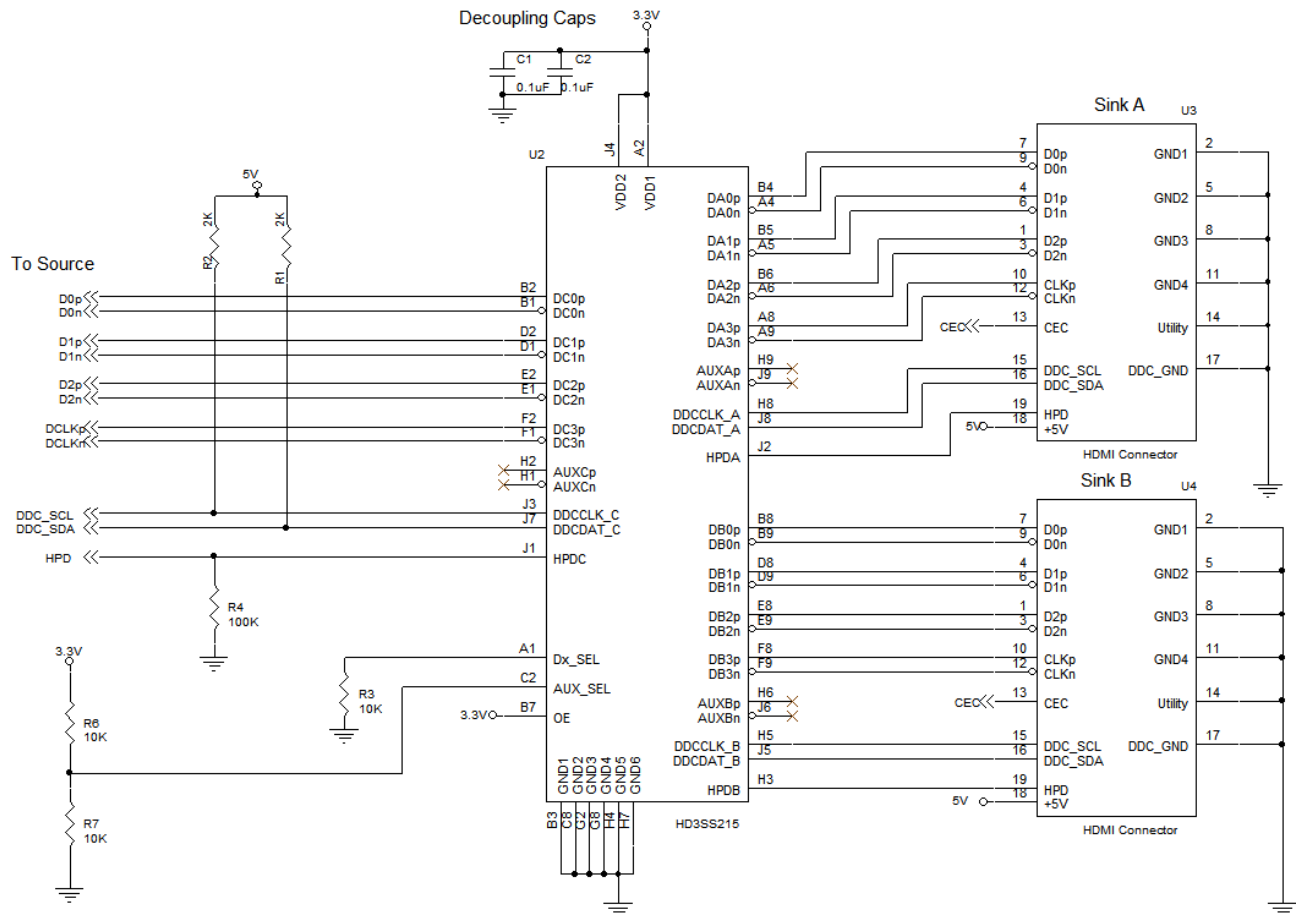 Decoupling Caps
3.3V
C1
C2
0.1uF
0.1uF
U2
J4
A2
VDD2
VDD1
5V
2K
2K
R2
R1
To Source
D0p
D0n
D1p
D1n
D2p
D2n
DCLKp
DCLKn
DDC_SCL
DDC_SDA
HPD
R4
100K
3.3V
R6
10K
R7
10K
R3
10K
3.3V
B2
B1
D2
D1
E2
E1
F2
F1
H2
H1
J3
J7
J1
A1
C2
B7
DC0p
DC0n
DC1p
DC1n
DC2p
DC2n
DC3p
DC3n
AUXCp
AUXCn
DDCCLK_C
DDCDAT_C
HPDC
Dx_SEL
AUX_SEL
OE
GND1
GND2
GND3
GND4
GND5
GND6
B3
C8
G2
G8
H4
H7
HD3SS215
DA0p
DA0n
DA1p
DA1n
DA2p
DA2n
DA3p
DA3n
AUXAp
AUXAn
DDCCLK_A
DDCDAT_A
HPDA
DB0p
DB0n
DB1p
DB1n
DB2p
DB2n
DB3p
DB3n
AUXBp
AUXBn
DDCCLK_B
DDCDAT_B
HPDB
B4
A4
B5
A5
B6
A6
A8
A9
H9
J9
H8
J8
J2
B8
B9
D8
D9
E8
E9
F8
F9
H6
J6
H5
J5
H3
Sink A
U3
7
9
4
6
1
3
10
12
CEC
13
15
16
19
5V
18
D0p
D0n
D1p
D1n
D2p
D2n
CLKp
CLKn
CEC
DDC_SCL
DDC_SDA
HPD
+5V
GND1
GND2
GND3
GND4
Utility
DDC_GND
2
5
8
11
14
17
HDMI Connector
Sink B
U4
7
9
4
6
1
3
10
12
CEC
13
15
16
19
5V
18
D0p
D0n
D1p
D1n
D2p
D2n
CLKp
CLKn
CEC
DDC_SCL
DDC_SDA
HPD
+5V
GND1
GND2
GND3
GND4
Utility
DDC_GND
2
5
8
11
14
17
HDMI Connector